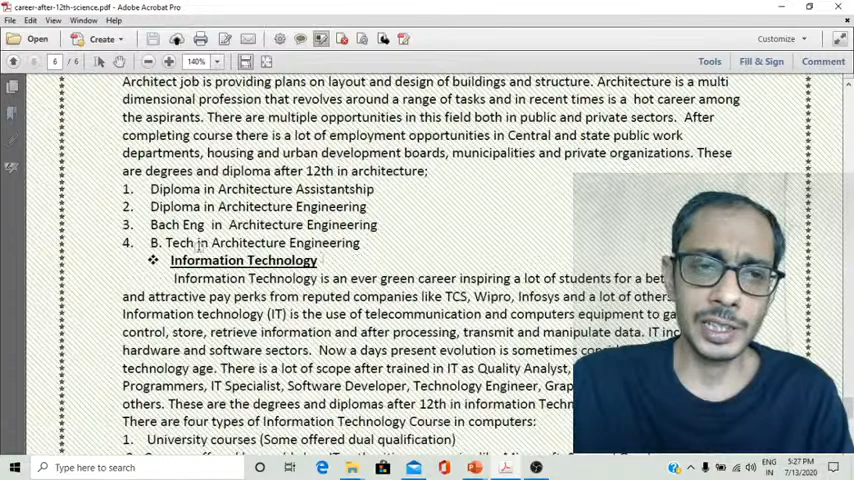 career-after-12th-science.pdf - Adobe Acrobat Pro
File Edit View Window Help
Open Create Customize
6 / 6 140% Tools Fill & Sign Comment
Architect job is providing plans on layout and design of buildings and structure. Architecture is a multi
dimensional profession that revolves around a range of tasks and in recent times is a hot career among
the aspirants. There are multiple opportunities in this field both in public and private sectors. After
completing course there is a lot of employment opportunities in Central and state public work
departments, housing and urban development boards, municipalities and private organizations. These
are degrees and diploma after 12th in architecture;
1. Diploma in Architecture Assistantship
2. Diploma in Architecture Engineering
3. Bach Eng in Architecture Engineering
4. B. Tech in Architecture Engineering
❖ Information Technology
Information Technology is an ever green career inspiring a lot of students for a
and attractive pay perks from reputed companies like TCS, Wipro, Infosys and a lot of others
Information technology (IT) is the use of telecommunication and computers equipment to
control, store, retrieve information and after processing, transmit and manipulate data. IT
hardware and software sectors. Now a days present evolution is sometimes
technology age. There is a lot of scope after trained in IT as Quality Analyst,
Programmers, IT Specialist, Software Developer, Technology Engineer,
others. These are the degrees and diplomas after 12th in information
There are four types of Information Technology Course in computers:
1. University courses (Some offered dual qualification)
Type here to search
ENG
IN
5:27 PM
7/13/2020